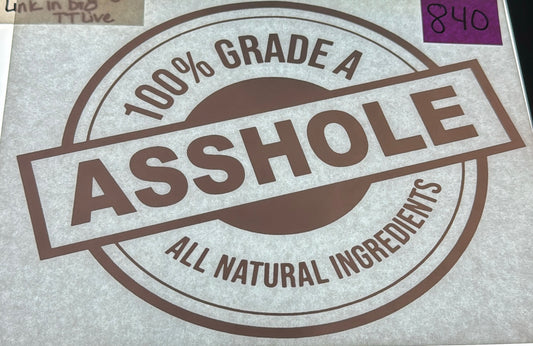 Link in bio
TTLive
840
100% GRADE A
ASSHOLE
ALL NATURAL INGREDIENTS